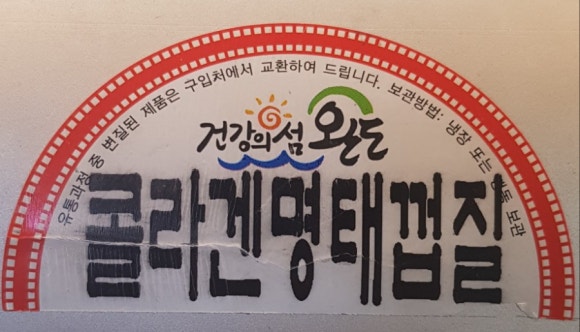 유통과정 중 변질된 제품은 구입처에서 교환하여 드립니다. 보관방법: 냉장 또는 냉동 보관
건강의 섬 완도
콜라겐명태껍질